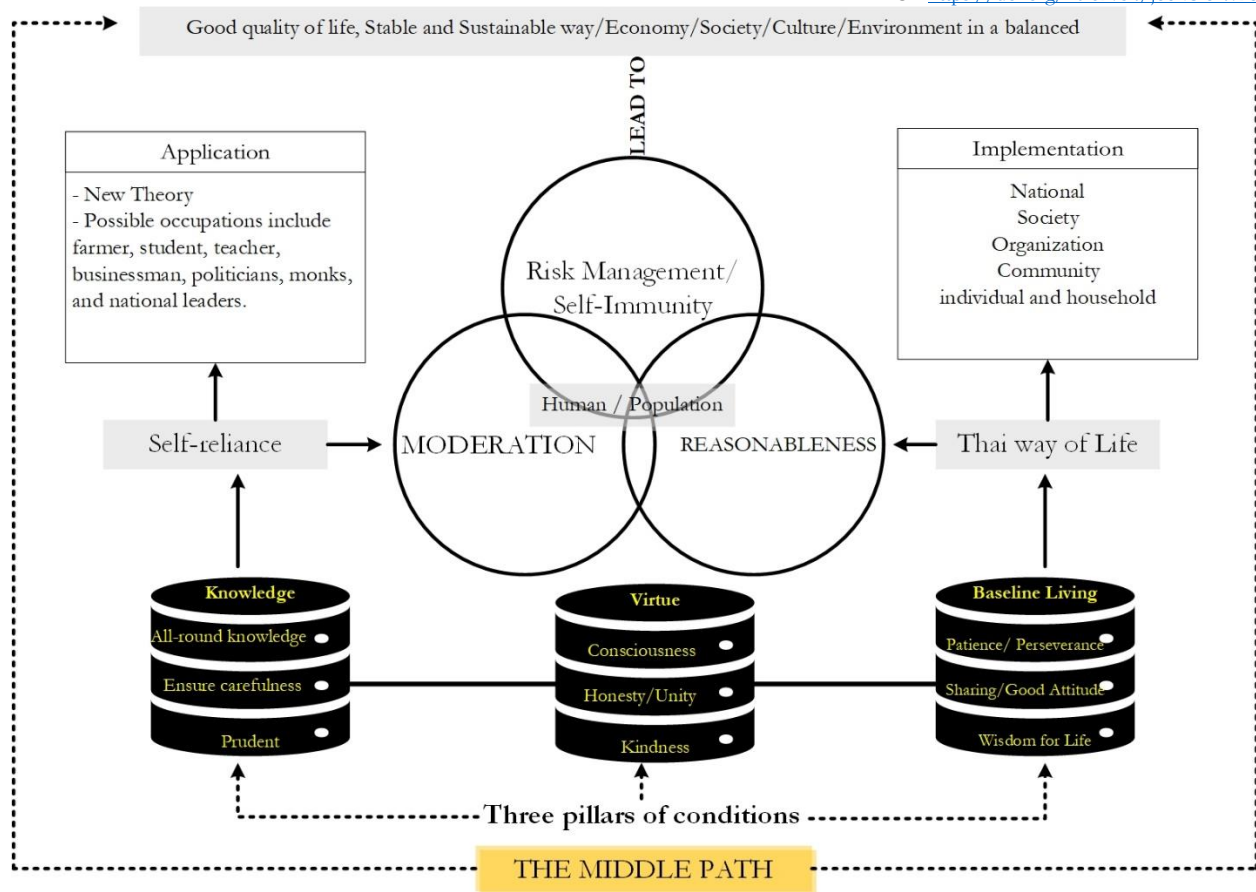 Good quality of life, Stable and Sustainable way/Economy/Society/Culture/Environment in a balanced
LEAD TO
Application
- New Theory
- Possible occupations include
farmer, student, teacher,
businessman, politicians, monks,
and national leaders.
Implementation
National
Society
Organization
Community
individual and household
Risk Management/
Self-Immunity
Human / Population
Self-reliance
MODERATION
REASONABLENESS
Thai way of Life
Knowledge
All-round knowledge
Ensure carefulness
Prudent
Virtue
Consciousness
Honesty/Unity
Kindness
Baseline Living
Patience/ Perseverance
Sharing/Good Attitude
Wisdom for Life
Three pillars of conditions
THE MIDDLE PATH